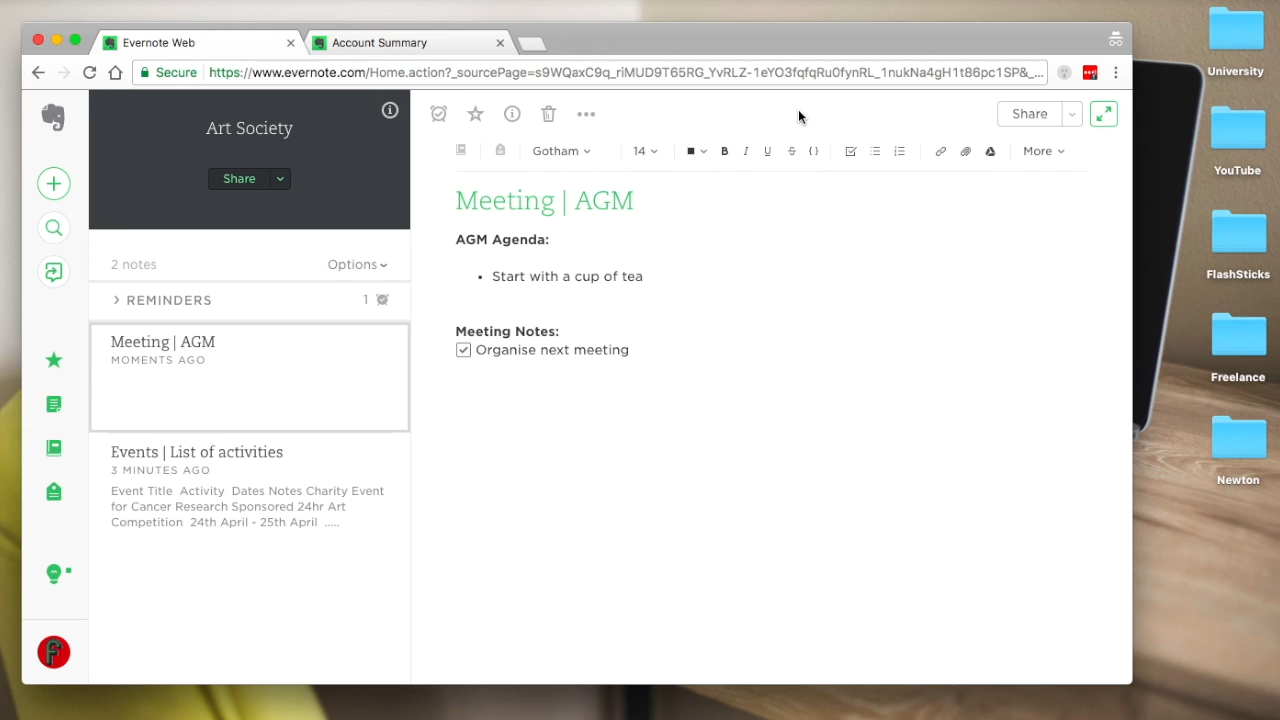 Evernote Web
Account Summary
Secure
https://www.evernote.com/Home.action?_sourcePage=s9WQaxC9q_riMUD9T65RG_YvRLZ-1eYO3fqfqRu0fynRL_1nukNa4gH1t86pc1SP&_...
Art Society
Share
2 notes
Options
REMINDERS
1
Meeting | AGM
MOMENTS AGO
Events | List of activities
3 MINUTES AGO
Event Title Activity Dates Notes Charity Event
for Cancer Research Sponsored 24hr Art
Competition 24th April - 25th April .....
Share
Gotham
14
B
I
U
S
{}
More
Meeting | AGM
AGM Agenda:
• Start with a cup of tea
Meeting Notes:
Organise next meeting
University
YouTube
FlashSticks
Freelance
Newton